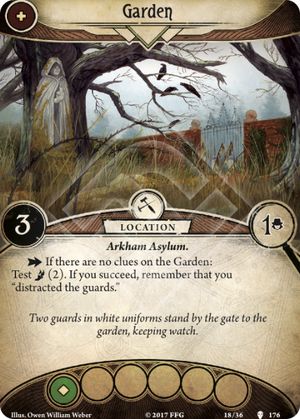 Garden
3
LOCATION
1
Arkham Asylum.
If there are no clues on the Garden:
Test (2). If you succeed, remember that you
“distracted the guards.”
Two guards in white uniforms stand by the gate to the
garden, keeping watch.
Illus. Owen William Weber © 2017 FFG 18/36 176